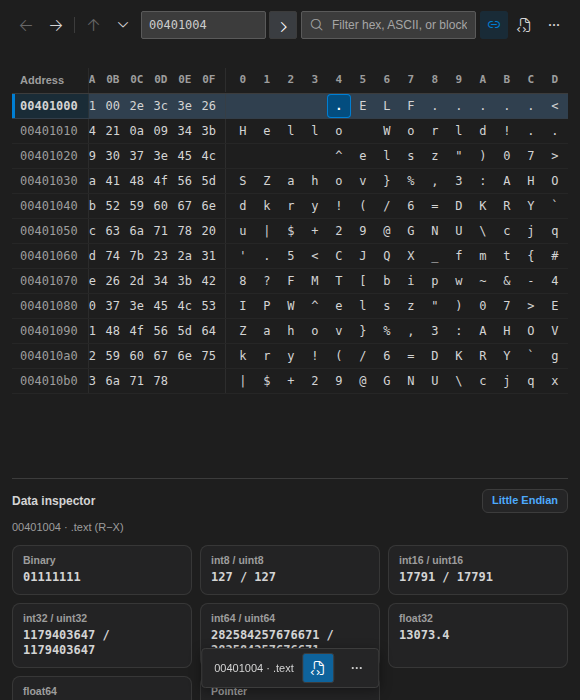 00401004
Filter hex, ASCII, or bookmark
Address A 0B 0C 0D 0E 0F 0 1 2 3 4 5 6 7 8 9 A B C D
00401000 1 00 2e 3c 3e 26 . E L F . . . . . <
00401010 4 21 0a 09 34 3b H e l l o W o r l d ! . .
00401020 9 30 37 3e 45 4c ^ e l s z " ) 0 7 >
00401030 a 41 48 4f 56 5d S Z a h o v } % , 3 : A H O
00401040 b 52 59 60 67 6e d k r y ! ( / 6 = D K R Y `
00401050 c 63 6a 71 78 20 u | $ + 2 9 @ G N U \ c j q
00401060 d 74 7b 23 2a 31 ' . 5 < C J Q X _ f m t { #
00401070 e 26 2d 34 3b 42 8 ? F M T [ b i p w ~ & - 4
00401080 0 37 3e 45 4c 53 I P W ^ e l s z " ) 0 7 > E
00401090 1 48 4f 56 5d 64 Z a h o v } % , 3 : A H O V
004010a0 2 59 60 67 6e 75 k r y ! ( / 6 = D K R Y ` g
004010b0 3 6a 71 78 | $ + 2 9 @ G N U \ c j q x
Data inspector
Little Endian
00401004 · .text (R–X)
Binary
01111111
int8 / uint8
127 / 127
int16 / uint16
17791 / 17791
int32 / uint32
1179403647 /
1179403647
int64 / uint64
282584257676671 /
282584257676671
float32
13073.4
float64
Pointer
00401004 · .text